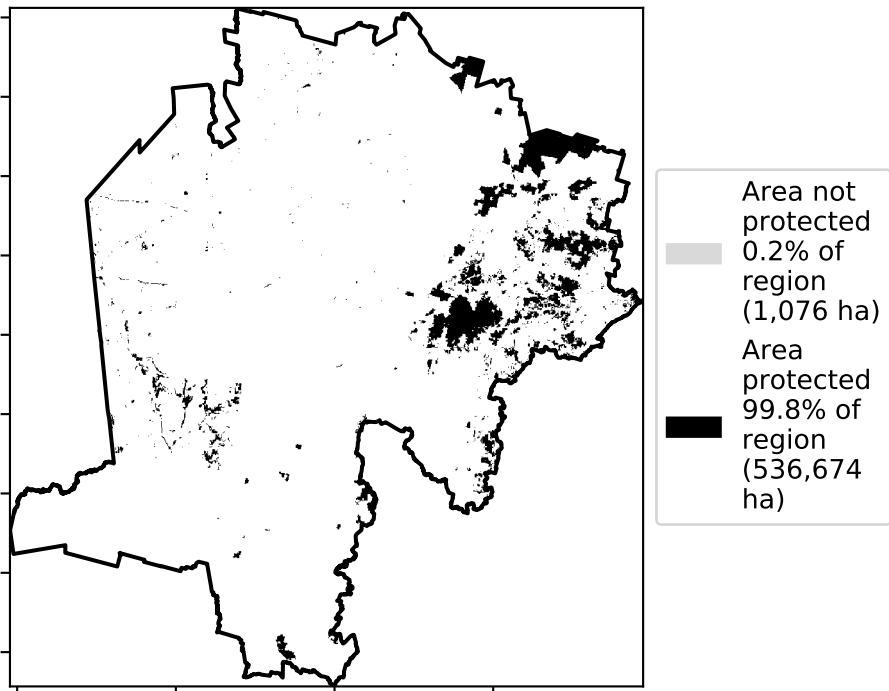 Area not
protected
0.2% of
region
(1,076 ha)
Area
protected
99.8% of
region
(536,674
ha)